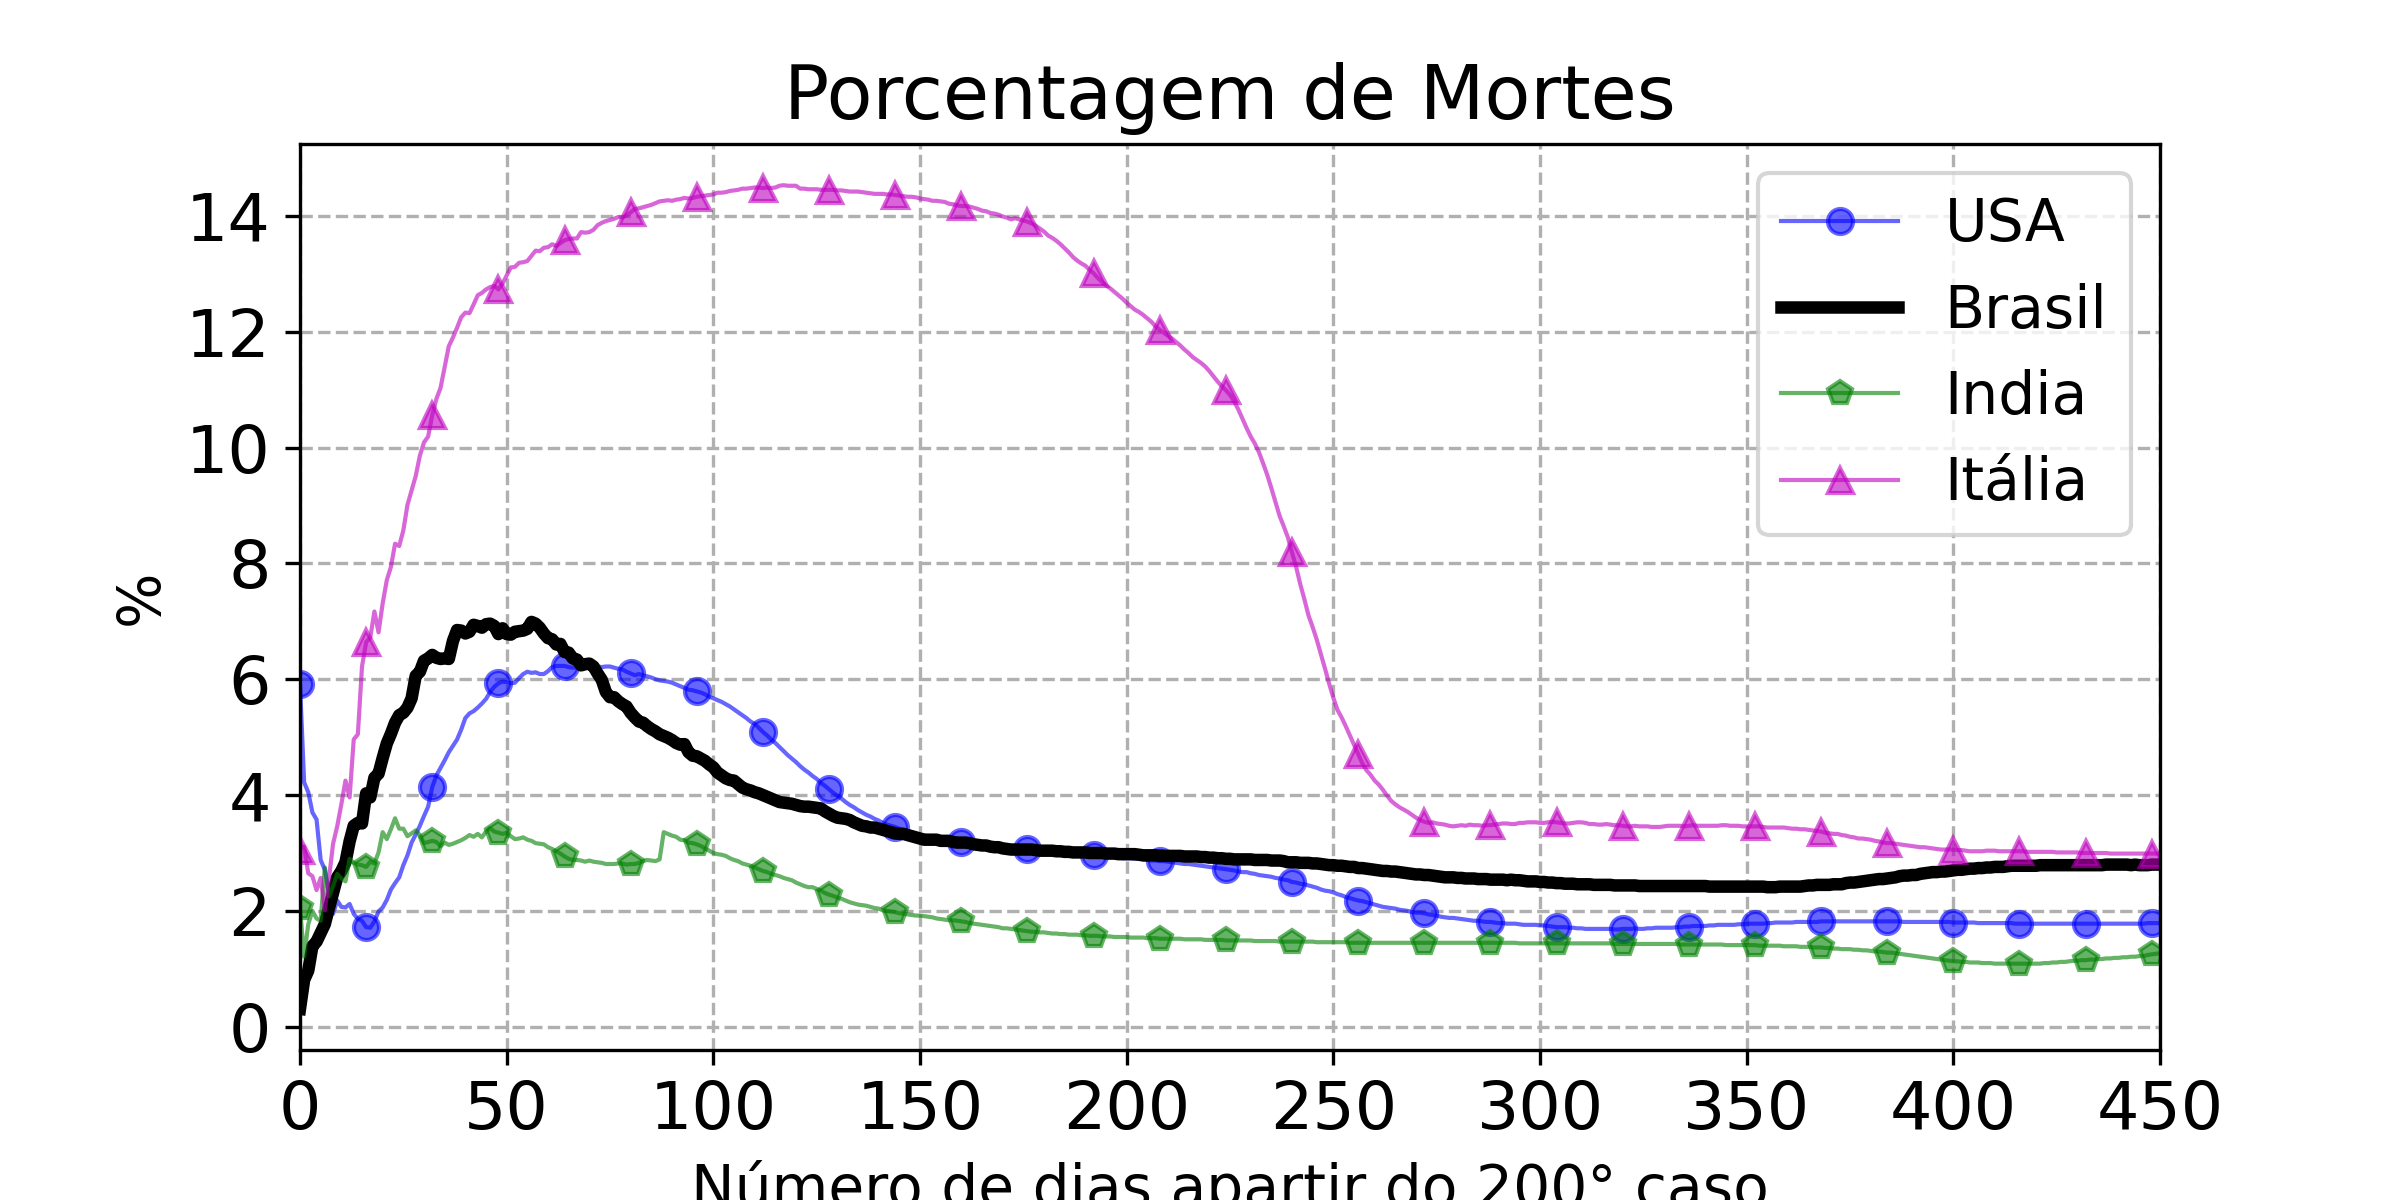 Porcentagem de Mortes
%
14
12
10
8
6
4
2
0
USA
Brasil
India
Itália
0 50 100 150 200 250 300 350 400 450
Número de dias apartir do 200° caso